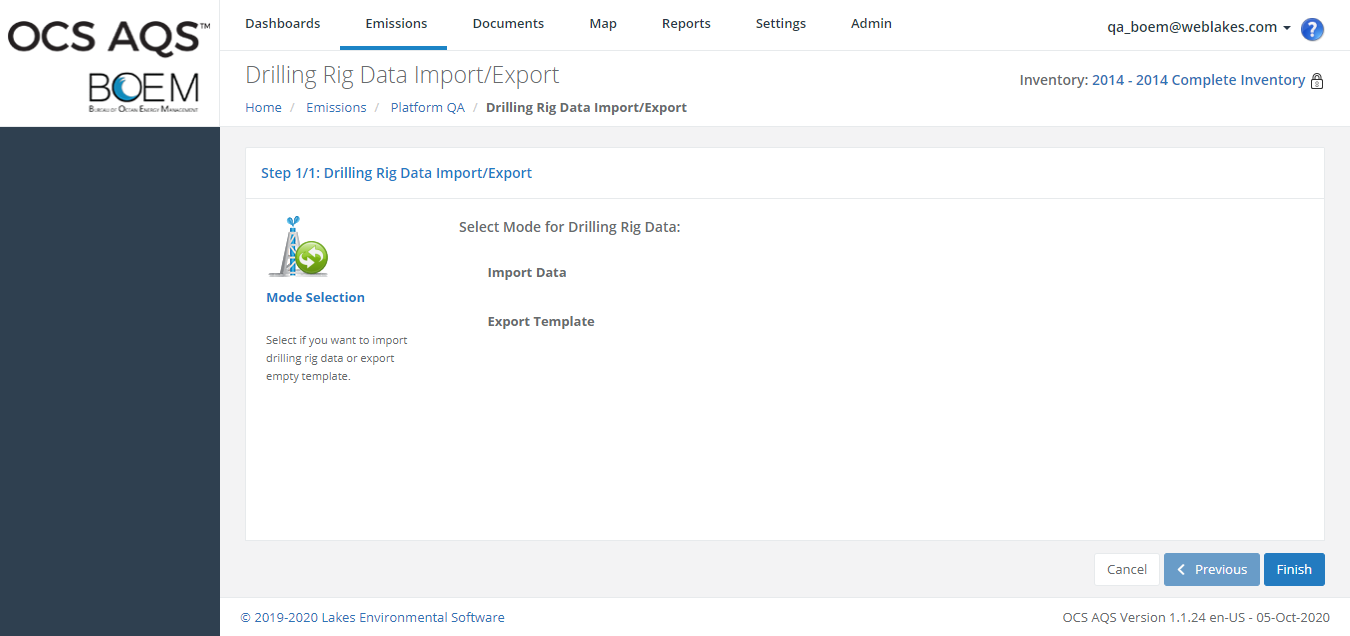 OCS AQS™
BOEM
BUREAU OF OCEAN ENERGY MANAGEMENT
Dashboards Emissions Documents Map Reports Settings Admin
qa_boem@weblakes.com ?
Drilling Rig Data Import/Export
Inventory: 2014 - 2014 Complete Inventory
Home / Emissions / Platform QA / Drilling Rig Data Import/Export
Step 1/1: Drilling Rig Data Import/Export
Mode Selection
Select if you want to import
drilling rig data or export
empty template.
Select Mode for Drilling Rig Data:
Import Data
Export Template
Cancel Previous Finish
© 2019-2020 Lakes Environmental Software
OCS AQS Version 1.1.24 en-US - 05-Oct-2020